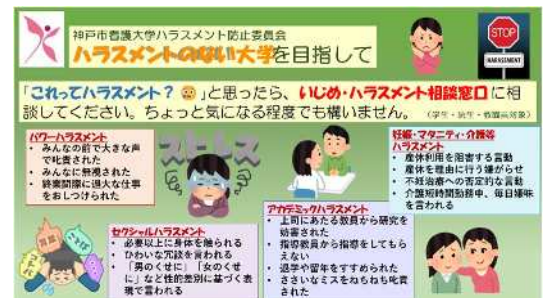 神戸市看護大学ハラスメント防止委員会
ハラスメントのない大学を目指して
STOP
HARASSMENT
「これってハラスメント？ 」と思ったら、いじめ・ハラスメント相談窓口に相
談してください。ちょっと気になる程度でも構いません。
パワーハラスメント
・ みんなの前で大きな声
で叱責された
・ みんなに無視された
・ 終業間際に過大な仕事
をおしつけられた
ストレス
セクシャルハラスメント
・ 必要以上に身体を触られる
・ ひわいな冗談を言われる
・ 「男のくせに」「女のくせ
に」など性的差別に基づく表
現で言われる
アカデミックハラスメント
・ 上司にあたる教員から研究を
妨害された
・ 指導教員から指導をしてもら
えない
・ 退学や留年をすすめられた
・ ささいなミスをねちねち叱責
された
妊娠・マタニティ・介護等
ハラスメント
・ 産休利用を阻害する言動
・ 産休を理由に行う嫌がらせ
・ 不妊治療への否定的な言動
・ 介護短時間勤務中、毎日嫌味
を言われる